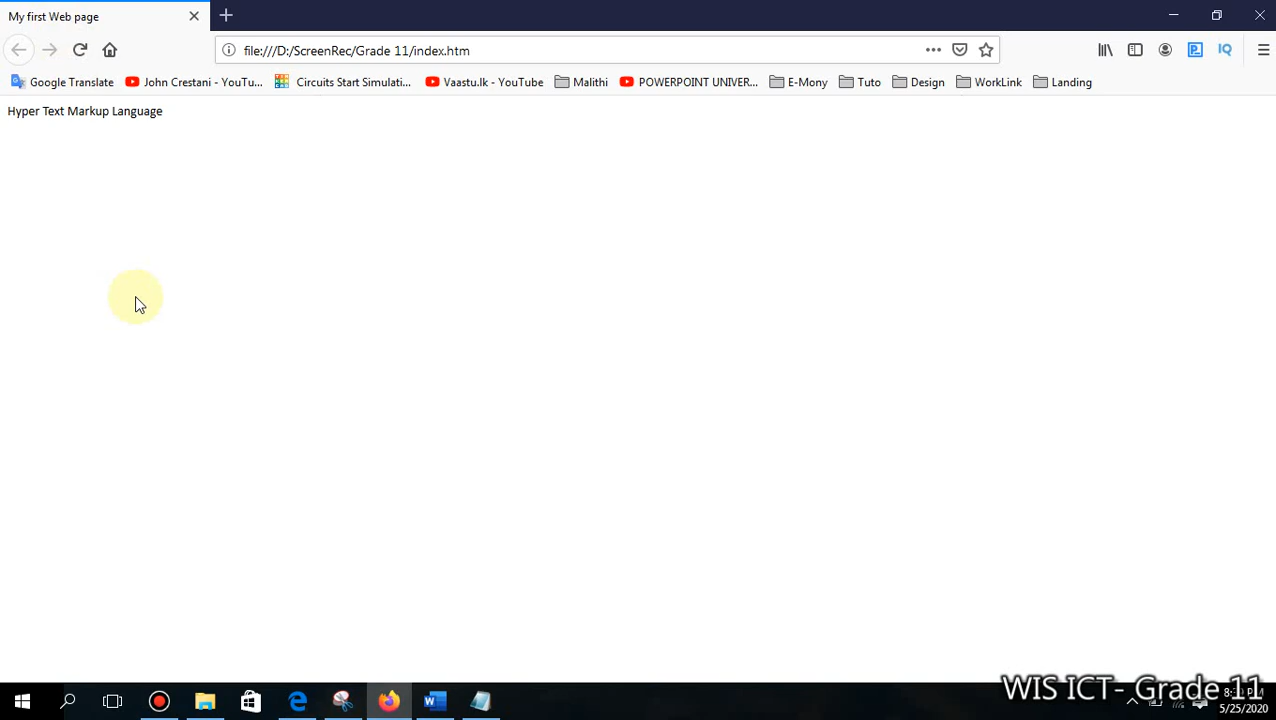 My first Web page
file:///D:/ScreenRec/Grade 11/index.htm
Google Translate John Crestani - YouTu... Circuits Start Simulati... Vaastu.lk - YouTube Malithi POWERPOINT UNIVER... E-Mony Tuto Design WorkLink Landing
Hyper Text Markup Language
WIS ICT- Grade 11
5/25/2020